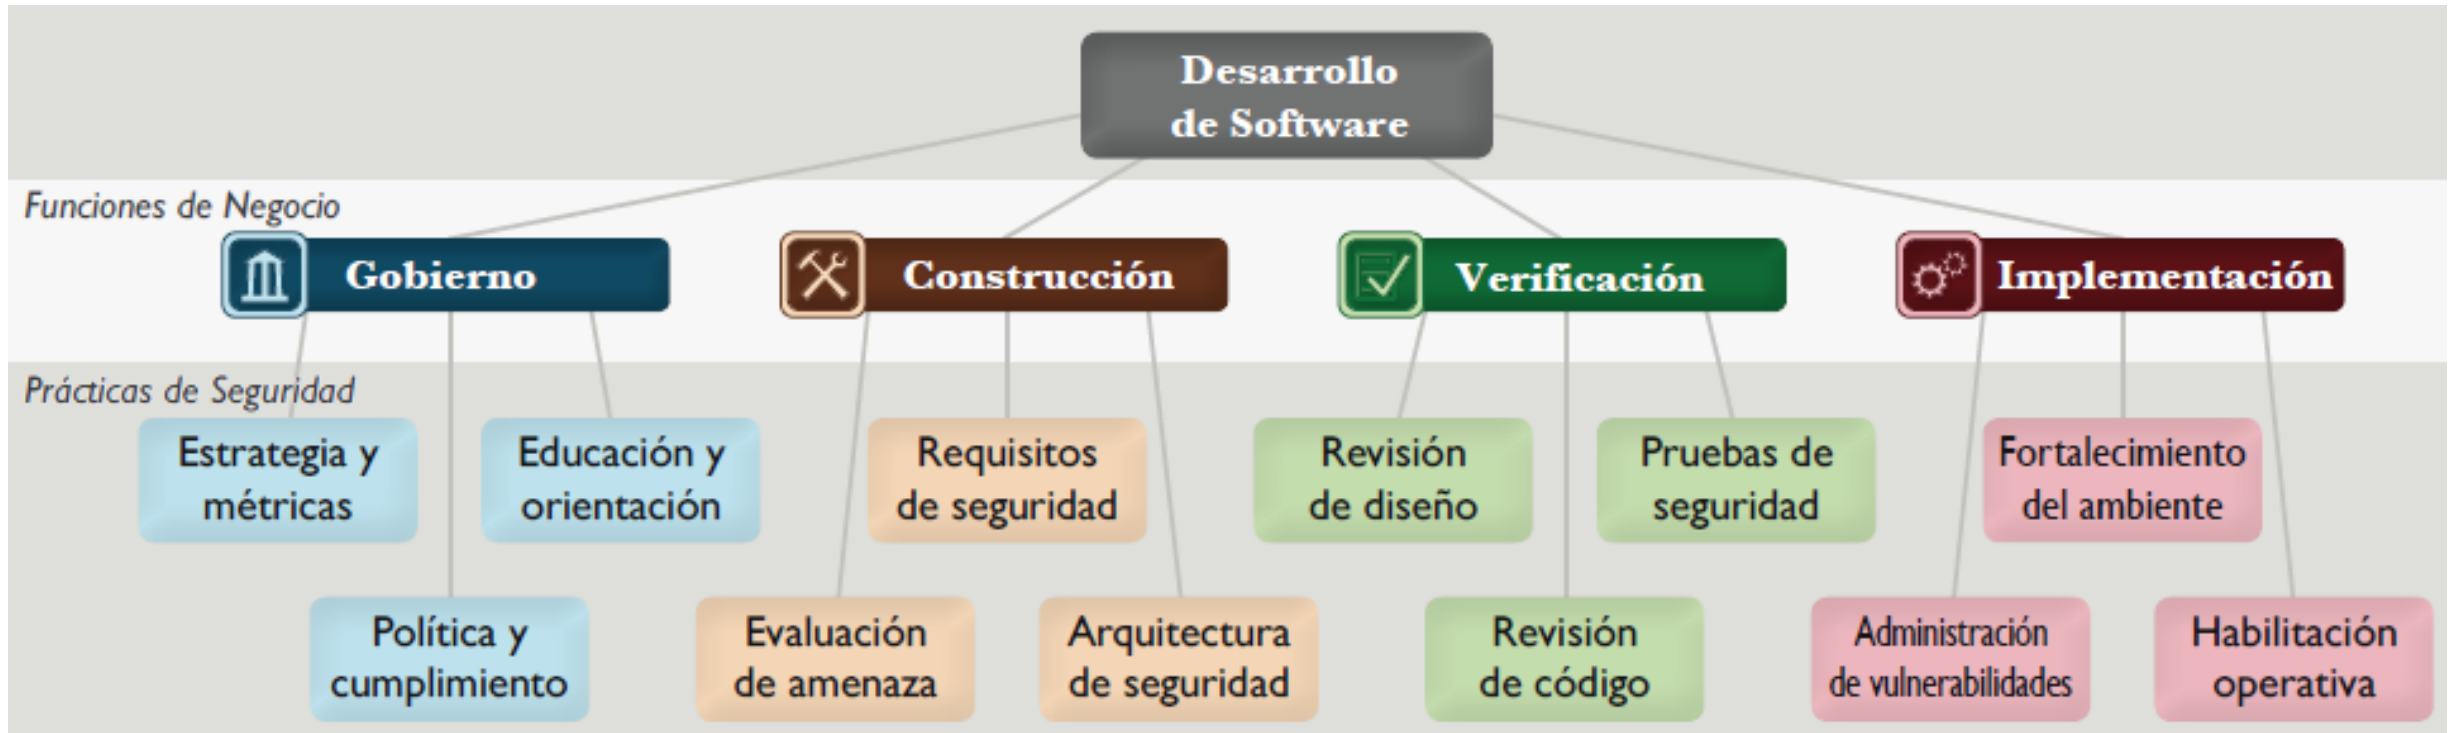 Desarrollo
de Software
Funciones de Negocio
Gobierno
Construcción
Verificación
Implementación
Prácticas de Seguridad
Estrategia y
métricas
Educación y
orientación
Requisitos
de seguridad
Revisión
de diseño
Pruebas de
seguridad
Fortalecimiento
del ambiente
Política y
cumplimiento
Evaluación
de amenaza
Arquitectura
de seguridad
Revisión
de código
Administración
de vulnerabilidades
Habilitación
operativa